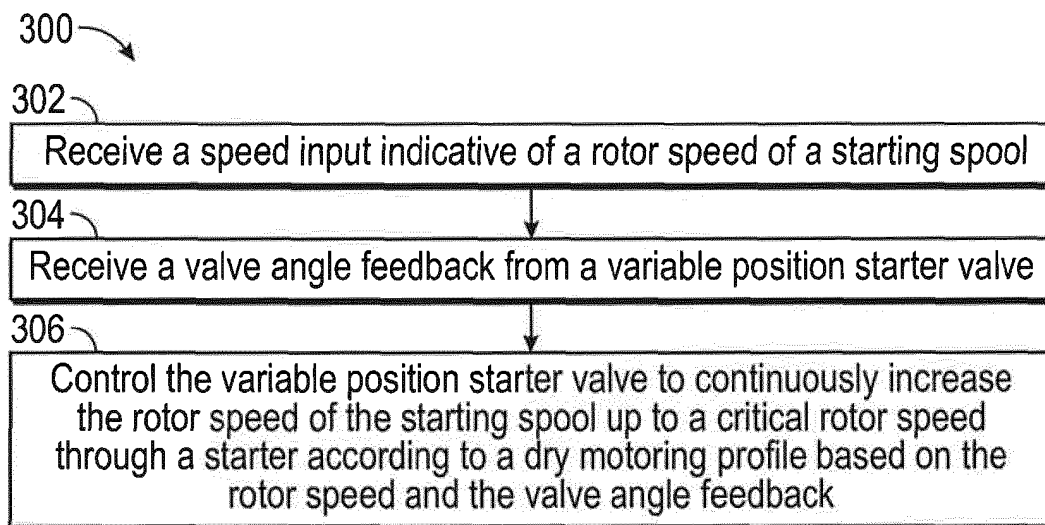 300
302
Receive a speed input indicative of a rotor speed of a starting spool
304
Receive a valve angle feedback from a variable position starter valve
306
Control the variable position starter valve to continuously increase
the rotor speed of the starting spool up to a critical rotor speed
through a starter according to a dry motoring profile based on the
rotor speed and the valve angle feedback